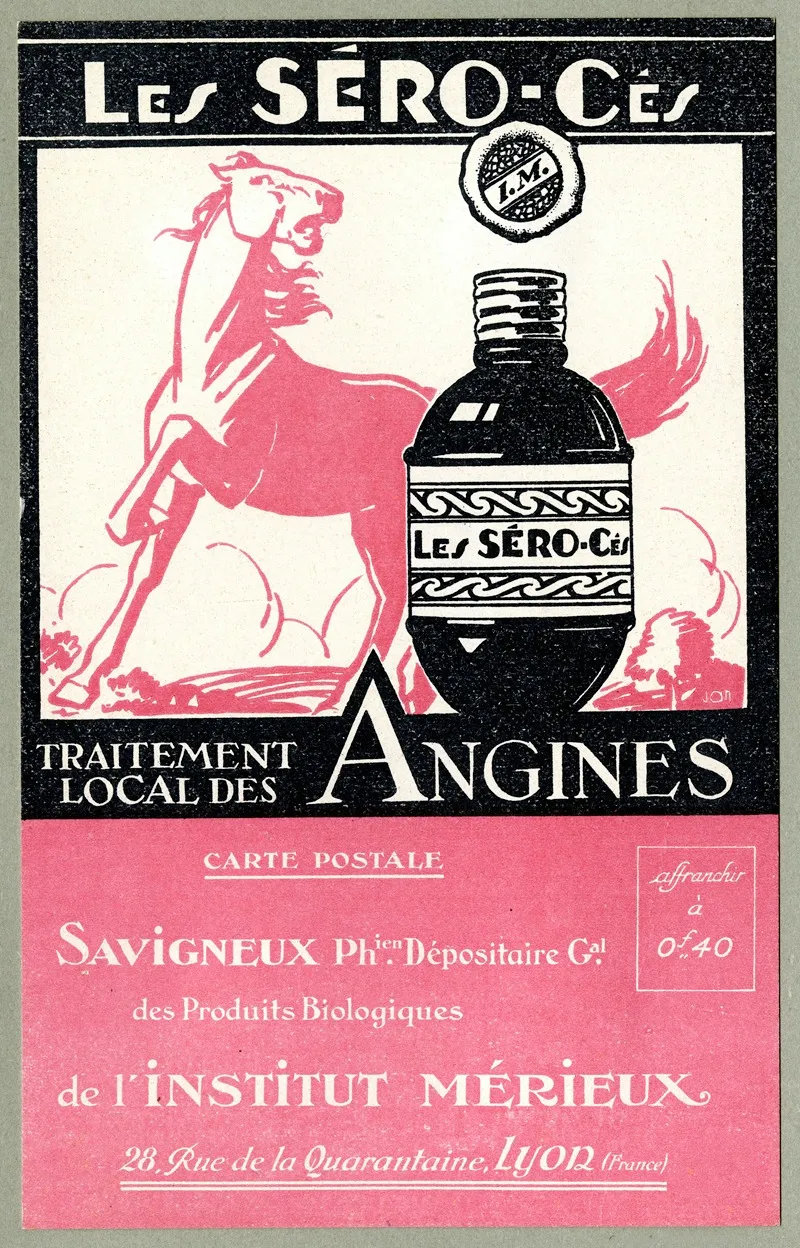 LES SÉRO-CÉS
I.M.
LES SÉRO-CÉS
jan
TRAITEMENT
LOCAL DES ANGINES
CARTE POSTALE
affranchir
à
0f,,40
SAVIGNEUX Phien. Dépositaire Gal.
des Produits Biologiques
de l'INSTITUT MÉRIEUX
28, Rue de la Quarantaine, LYON (France)